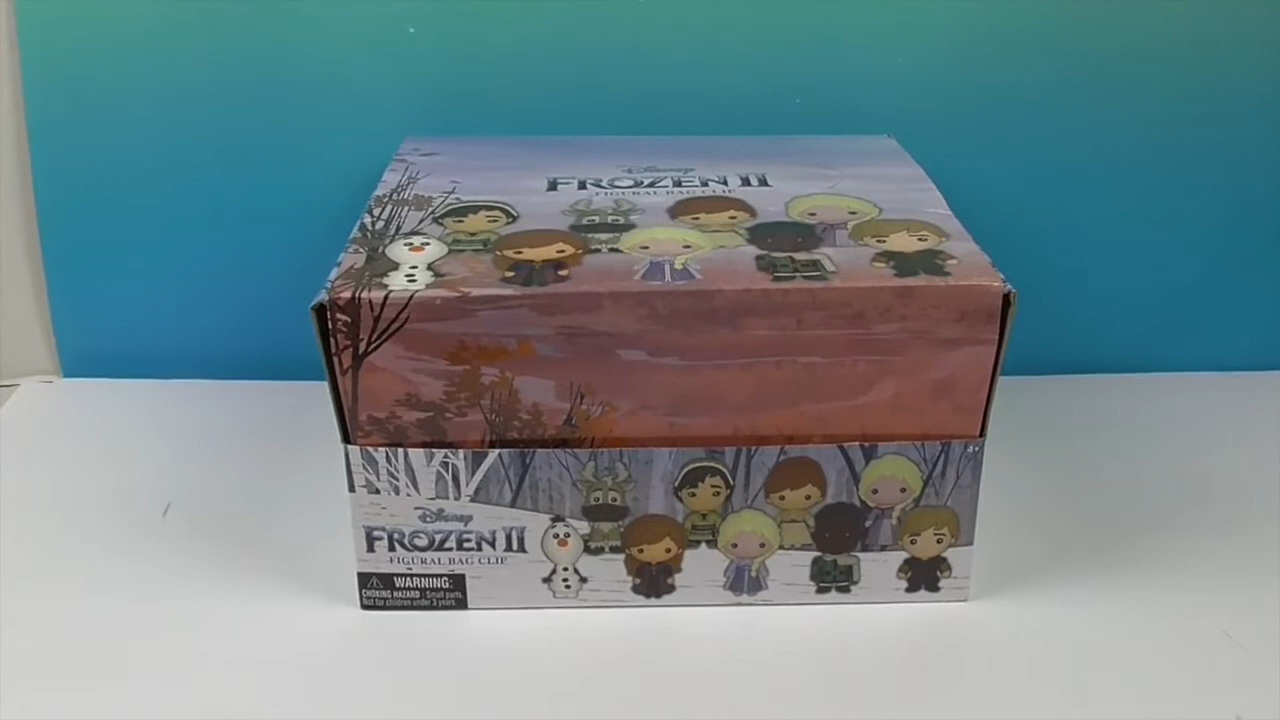 Disney
FROZEN II
FIGURAL BAG CLIP
4+
Disney
FROZEN II
FIGURAL BAG CLIP
WARNING:
CHOKING HAZARD - Small parts.
Not for children under 3 years.